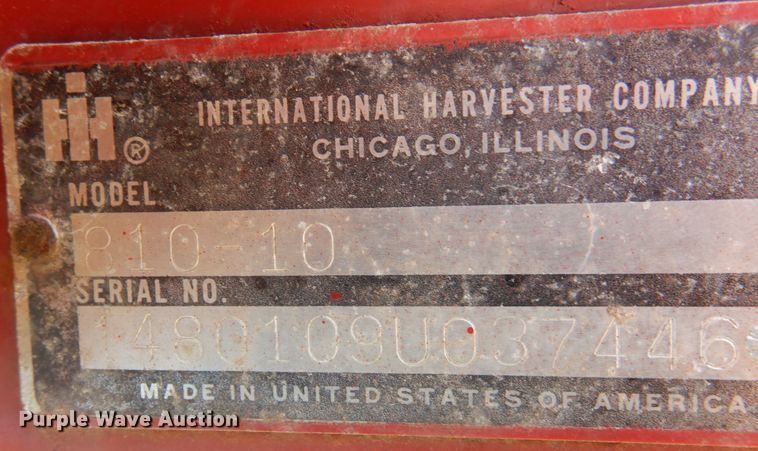 IH ®
INTERNATIONAL HARVESTER COMPANY
CHICAGO, ILLINOIS
MODEL
810-10
SERIAL NO.
1480109U037446
MADE IN UNITED STATES OF AMERICA
Purple Wave Auction